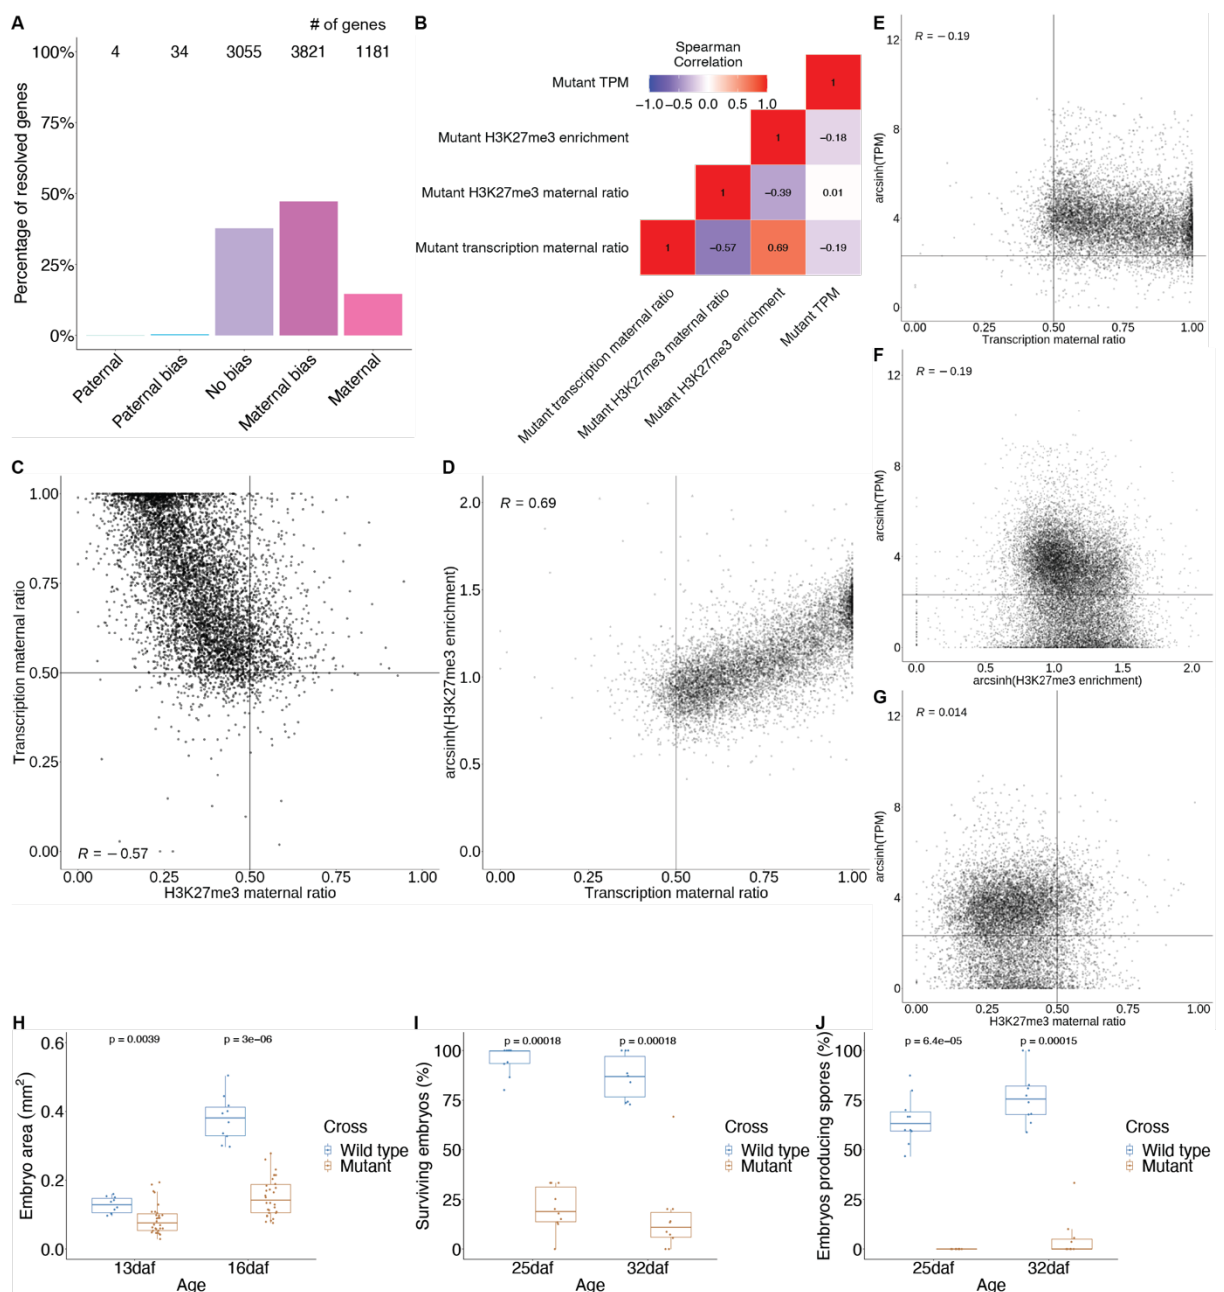 A
# of genes
100%
4
34
3055
3821
1181
75%
50%
25%
0%
Percentage of resolved genes
Paternal
Paternal bias
No bias
Maternal bias
Maternal
B
Spearman
Correlation
−1.0 −0.5 0.0 0.5 1.0
Mutant TPM
1
Mutant H3K27me3 enrichment
1
−0.18
Mutant H3K27me3 maternal ratio
1
−0.39
0.01
Mutant transcription maternal ratio
1
−0.57
0.69
−0.19
Mutant transcription maternal ratio
Mutant H3K27me3 maternal ratio
Mutant H3K27me3 enrichment
Mutant TPM
E
R = −0.19
12
8
4
0
arcsinh(TPM)
0.00 0.25 0.50 0.75 1.00
Transcription maternal ratio
F
R = −0.19
12
8
4
0
arcsinh(TPM)
0.0 0.5 1.0 1.5 2.0
arcsinh(H3K27me3 enrichment)
C
1.00
0.75
0.50
0.25
0.00
Transcription maternal ratio
R = −0.57
0.00 0.25 0.50 0.75 1.00
H3K27me3 maternal ratio
D
R = 0.69
2.0
1.5
1.0
0.5
0.0
arcsinh(H3K27me3 enrichment)
0.00 0.25 0.50 0.75 1.00
Transcription maternal ratio
G
R = 0.014
12
8
4
0
arcsinh(TPM)
0.00 0.25 0.50 0.75 1.00
H3K27me3 maternal ratio
H
p = 0.0039
p = 3e−06
0.6
0.4
0.2
0.0
Embryo area (mm²)
13daf
16daf
Age
Cross
Wild type
Mutant
I
p = 0.00018
p = 0.00018
100
75
50
25
0
Surviving embryos (%)
25daf
32daf
Age
Cross
Wild type
Mutant
J
p = 6.4e−05
p = 0.00015
100
75
50
25
0
Embryos producing spores (%)
25daf
32daf
Age
Cross
Wild type
Mutant